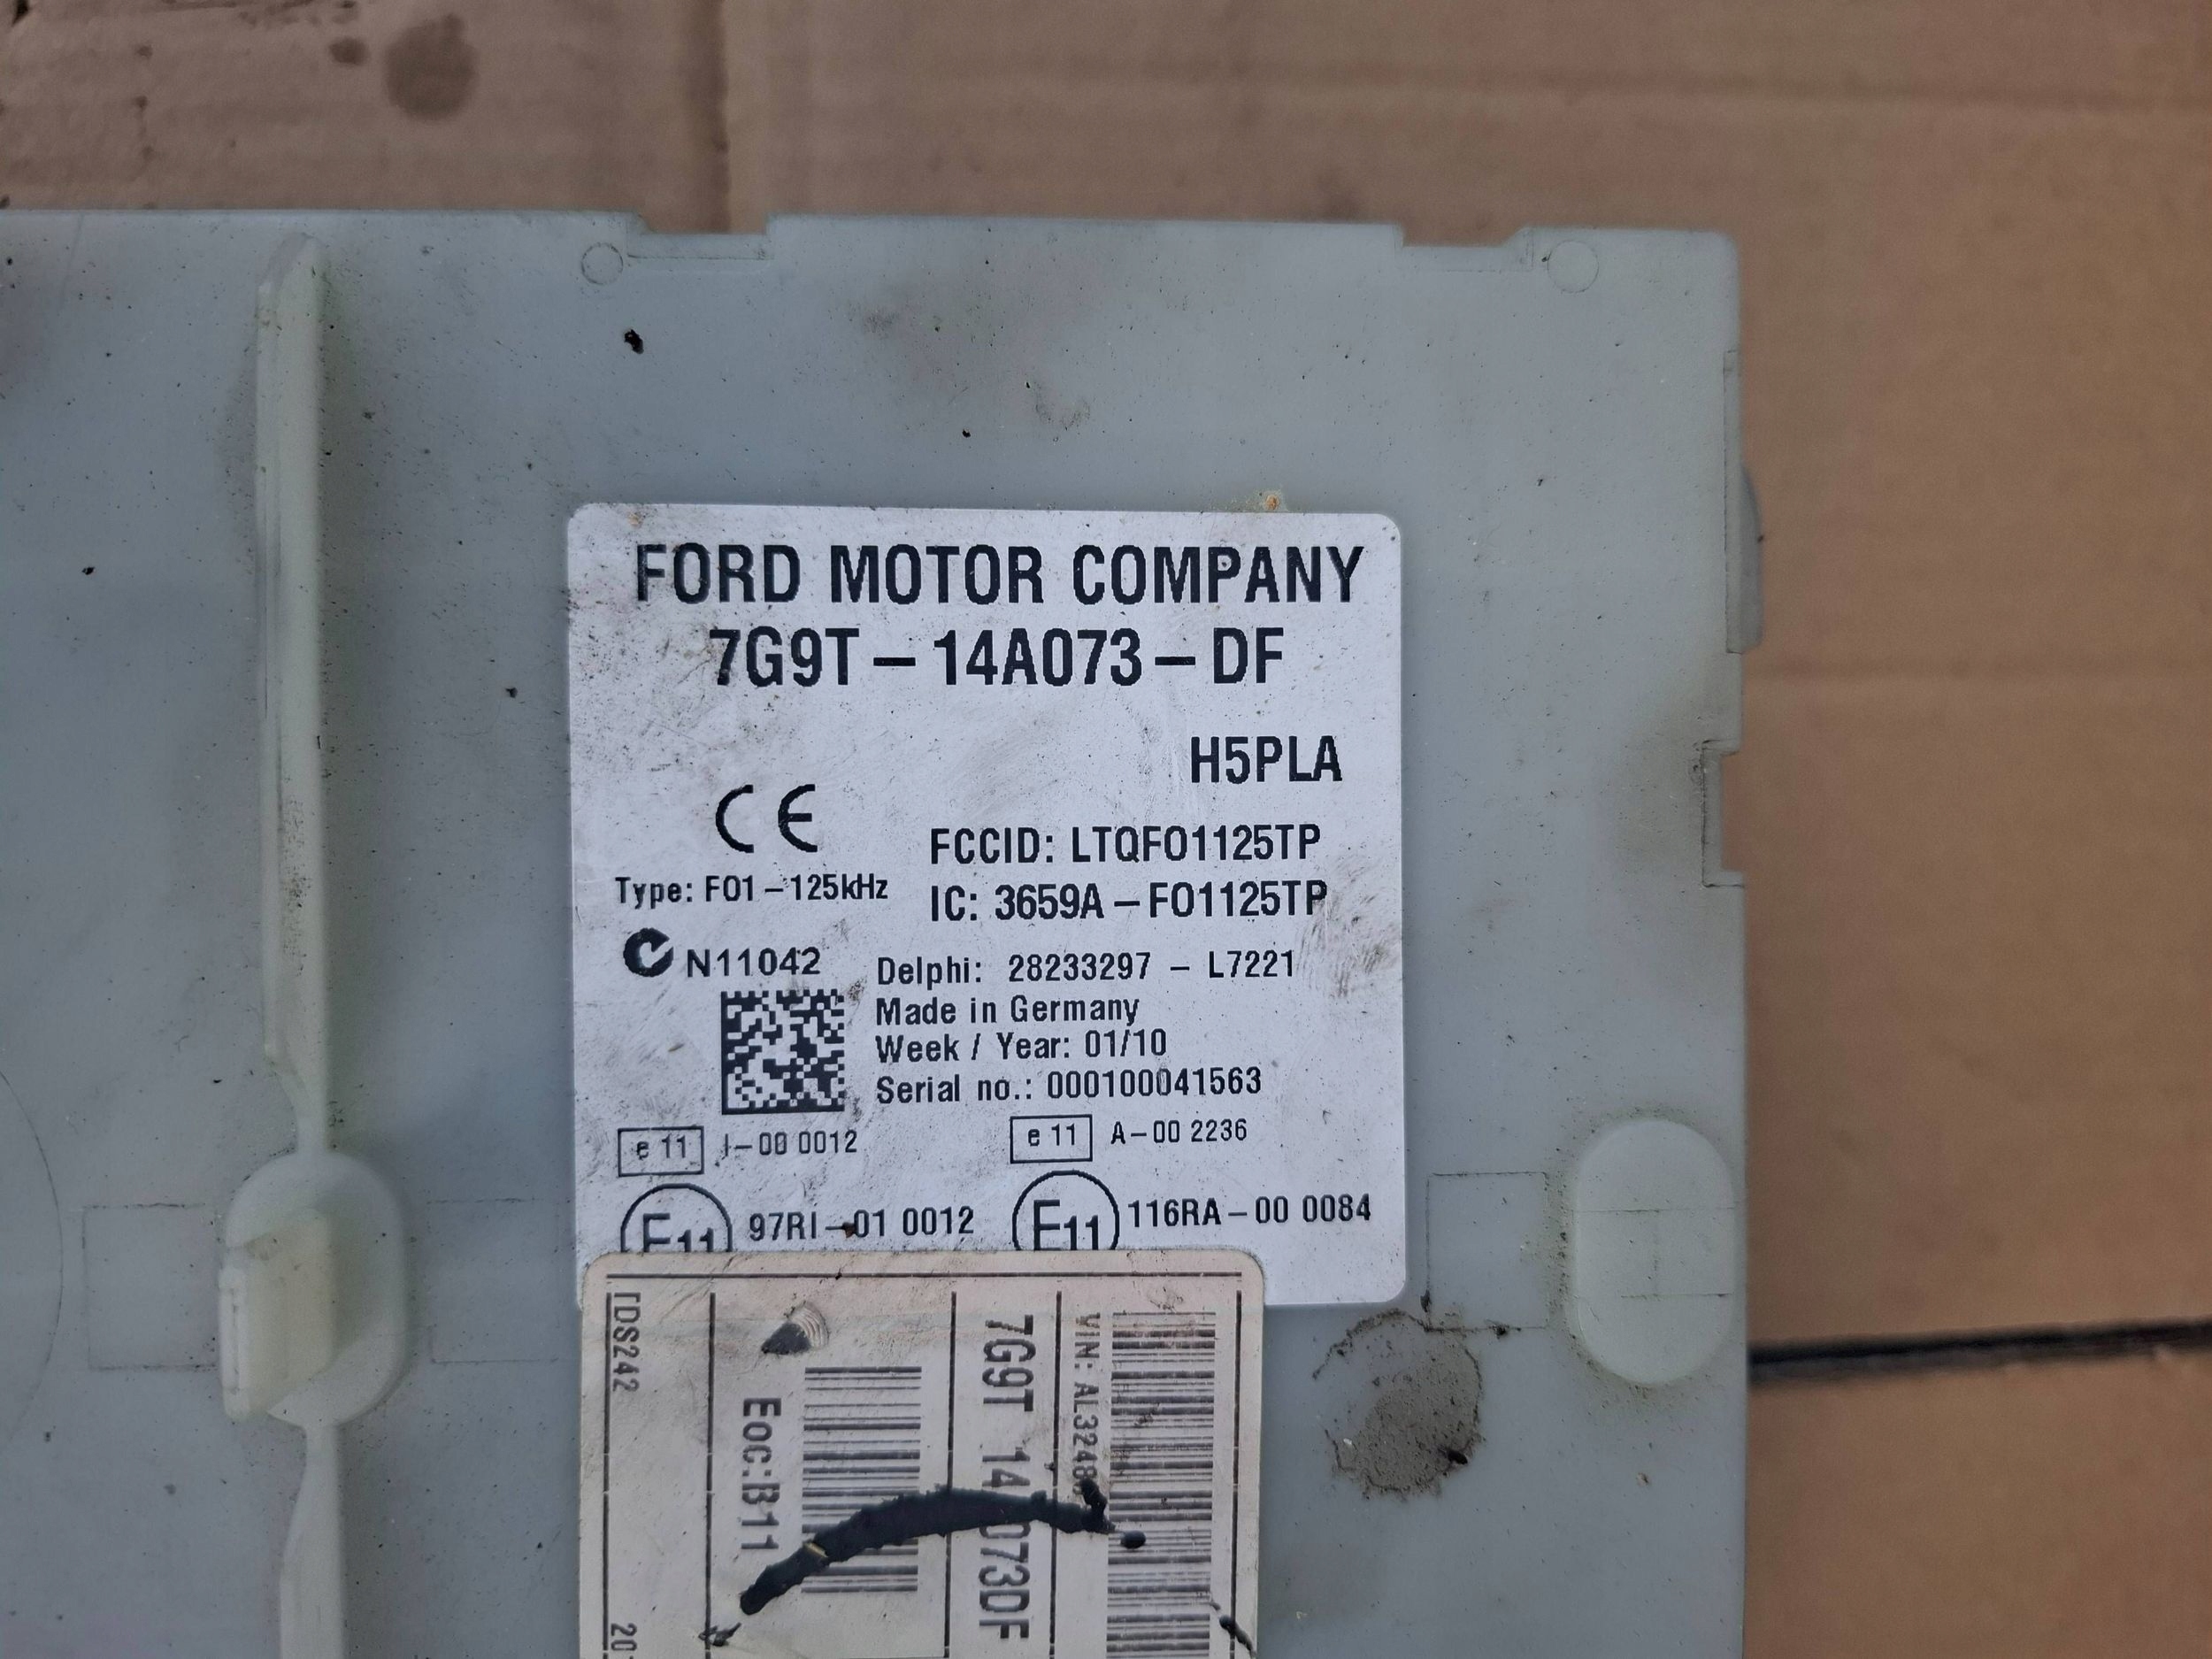 FORD MOTOR COMPANY
7G9T – 14A073 – DF
H5PLA
CE
FCCID: LTQFO1125TP
Type: FO1 – 125kHz
IC: 3659A – FO1125TP
N11042
Delphi: 28233297 – L7221
Made in Germany
Week / Year: 01/10
Serial no.: 000100041563
e 11 I – 00 0012
e 11 A – 00 2236
E11 97RI – 01 0012
E11 116RA – 00 0084
VIN: AL3248
7G9T 14A073DF
Eoc:B11
IDS242